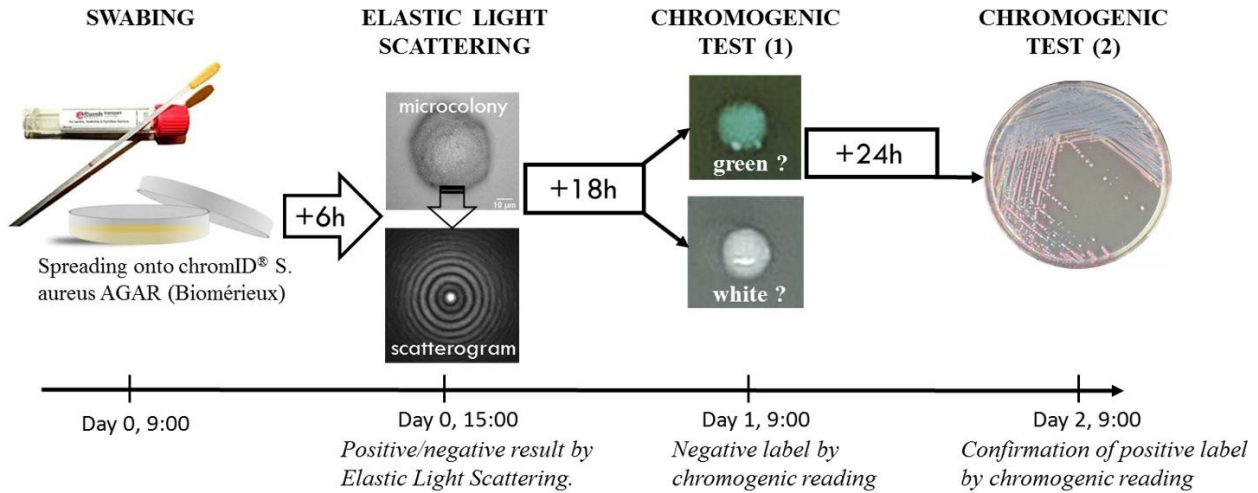 SWABING
ELASTIC LIGHT
SCATTERING
CHROMOGENIC
TEST (1)
CHROMOGENIC
TEST (2)
microcolony
10 µm
scatterogram
+6h
+18h
green ?
white ?
+24h
Spreading onto chromID® S.
aureus AGAR (Biomérieux)
Day 0, 9:00
Day 0, 15:00
Day 1, 9:00
Day 2, 9:00
Positive/negative result by
Elastic Light Scattering.
Negative label by
chromogenic reading
Confirmation of positive label
by chromogenic reading